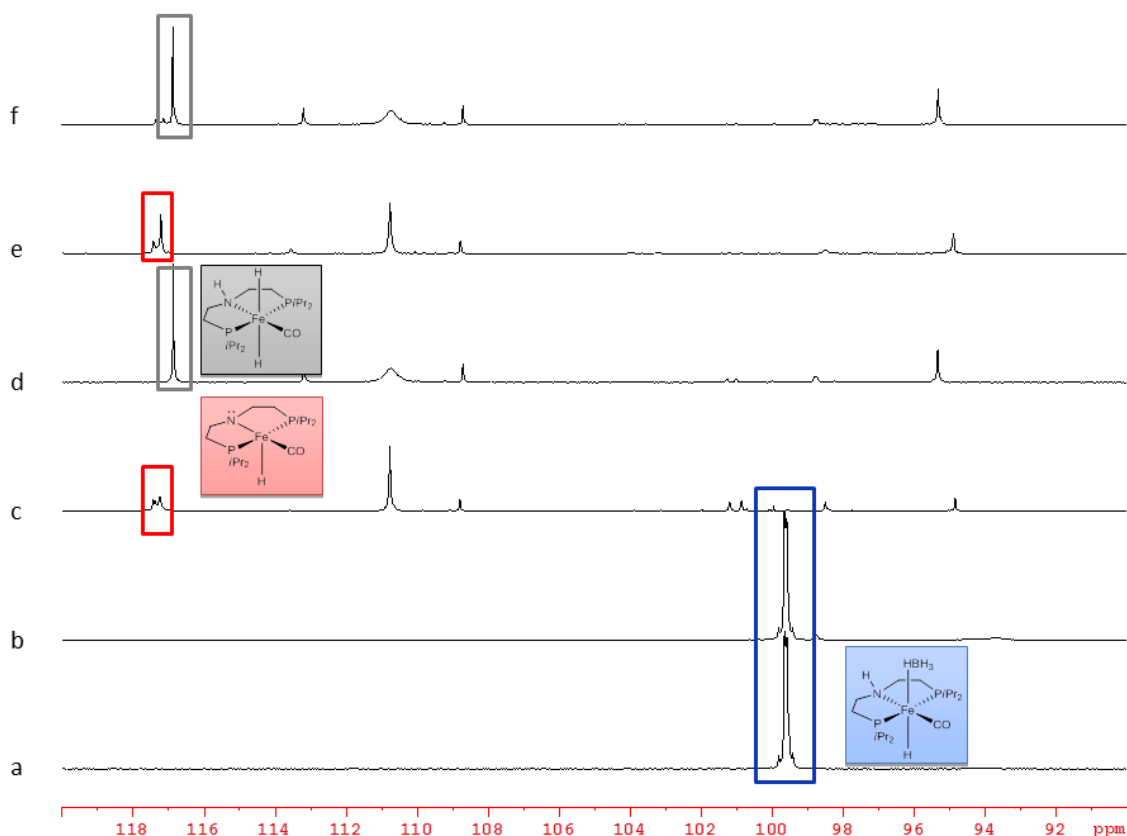 f
e
H
H
N
PiPr2
Fe
P
CO
iPr2
H
d
N
PiPr2
Fe
P
CO
iPr2
H
c
b
HBH3
H
N
PiPr2
Fe
P
CO
iPr2
H
a
118 116 114 112 110 108 106 104 102 100 98 96 94 92 ppm